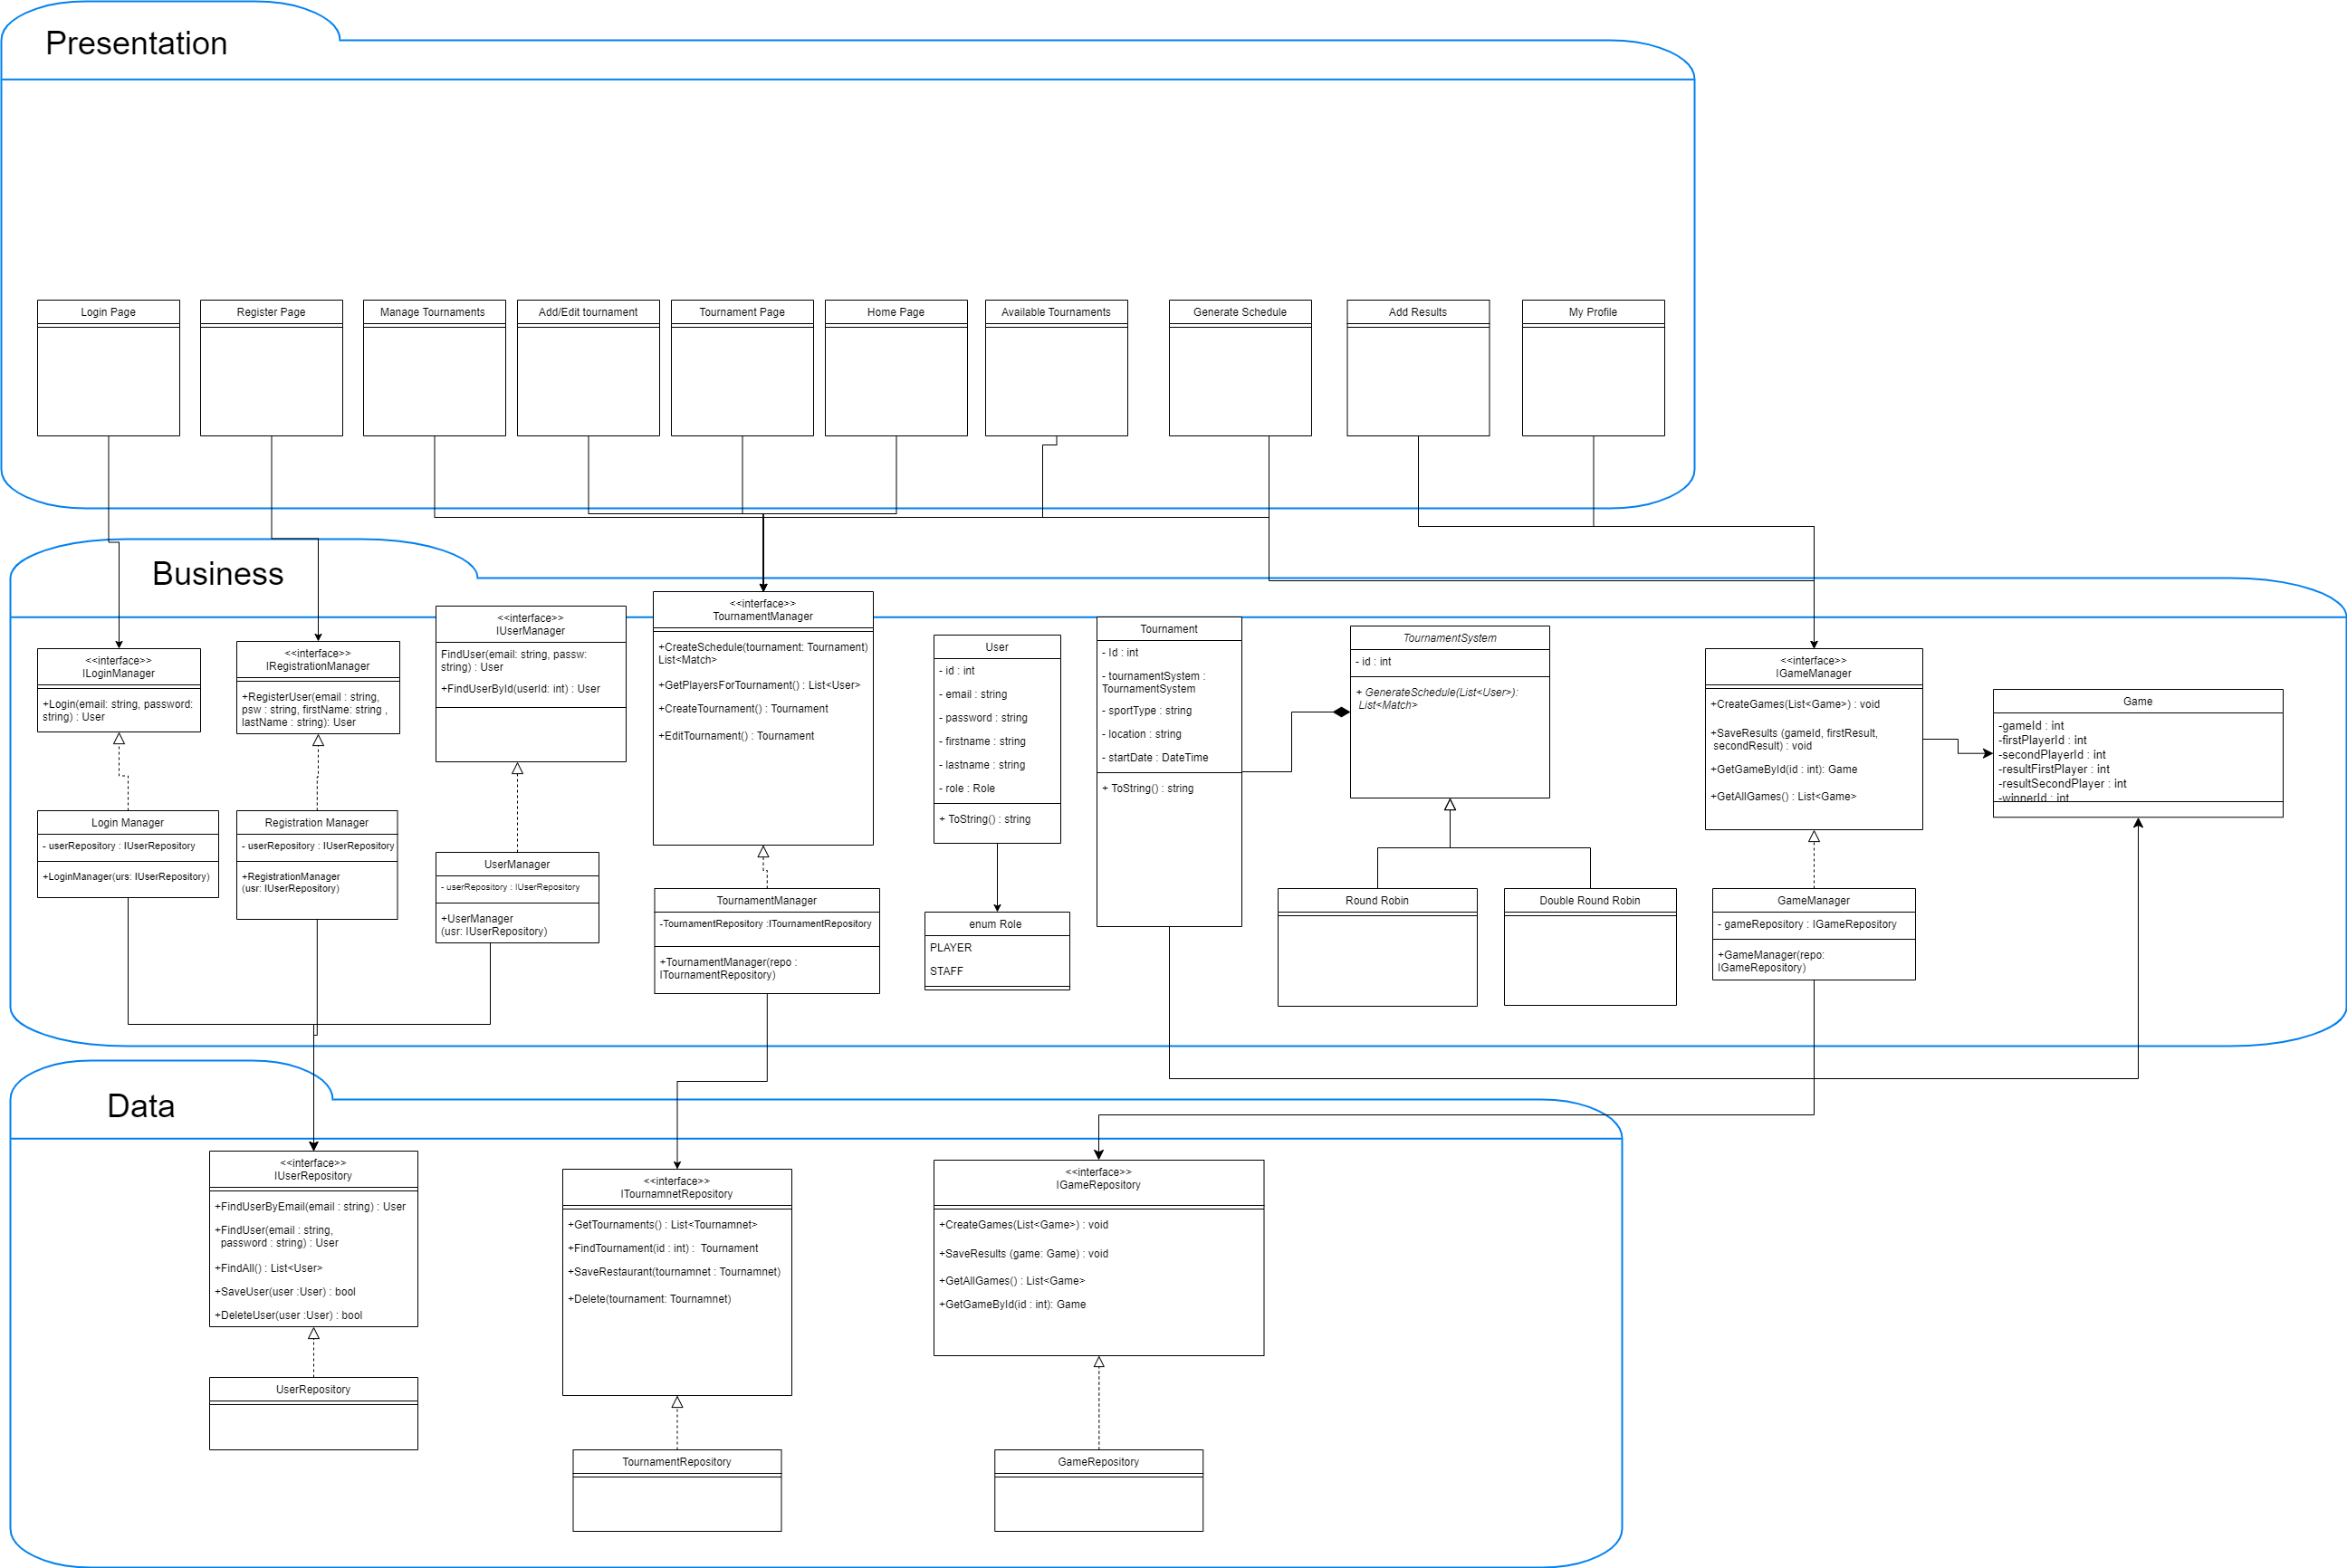 Presentation
Login Page
Register Page
Manage Tournaments
Add/Edit tournament
Tournament Page
Home Page
Available Tournaments
Generate Schedule
Add Results
My Profile
Business
<<interface>>
ILoginManager
+Login(email: string, password:
string) : User
<<interface>>
IRegistrationManager
+RegisterUser(email : string,
psw : string, firstName: string ,
lastName : string): User
<<interface>>
IUserManager
FindUser(email: string, passw:
string) : User
+FindUserById(userId: int) : User
<<interface>>
TournamentManager
+CreateSchedule(tournament: Tournament)
List<Match>
+GetPlayersForTournament() : List<User>
+CreateTournament() : Tournament
+EditTournament() : Tournament
User
- id : int
- email : string
- password : string
- firstname : string
- lastname : string
- role : Role
+ ToString() : string
Tournament
- Id : int
- tournamentSystem :
TournamentSystem
- sportType : string
- location : string
- startDate : DateTime
+ ToString() : string
TournamentSystem
- id : int
+ GenerateSchedule(List<User>):
List<Match>
<<interface>>
IGameManager
+CreateGames(List<Game>) : void
+SaveResults (gameId, firstResult,
secondResult) : void
+GetGameById(id : int): Game
+GetAllGames() : List<Game>
Game
-gameId : int
-firstPlayerId : int
-secondPlayerId : int
-resultFirstPlayer : int
-resultSecondPlayer : int
-winnerId : int
Login Manager
- userRepository : IUserRepository
+LoginManager(urs: IUserRepository)
Registration Manager
- userRepository : IUserRepository
+RegistrationManager
(usr: IUserRepository)
UserManager
- userRepository : IUserRepository
+UserManager
(usr: IUserRepository)
TournamentManager
-TournamentRepository :ITournamentRepository
+TournamentManager(repo :
ITournamentRepository)
enum Role
PLAYER
STAFF
Round Robin
Double Round Robin
GameManager
- gameRepository : IGameRepository
+GameManager(repo:
IGameRepository)
Data
<<interface>>
IUserRepository
+FindUserByEmail(email : string) : User
+FindUser(email : string,
password : string) : User
+FindAll() : List<User>
+SaveUser(user :User) : bool
+DeleteUser(user :User) : bool
<<interface>>
ITournamnetRepository
+GetTournaments() : List<Tournamnet>
+FindTournament(id : int) : Tournament
+SaveRestaurant(tournamnet : Tournamnet)
+Delete(tournament: Tournamnet)
<<interface>>
IGameRepository
+CreateGames(List<Game>) : void
+SaveResults (game: Game) : void
+GetAllGames() : List<Game>
+GetGameById(id : int): Game
UserRepository
TournamentRepository
GameRepository